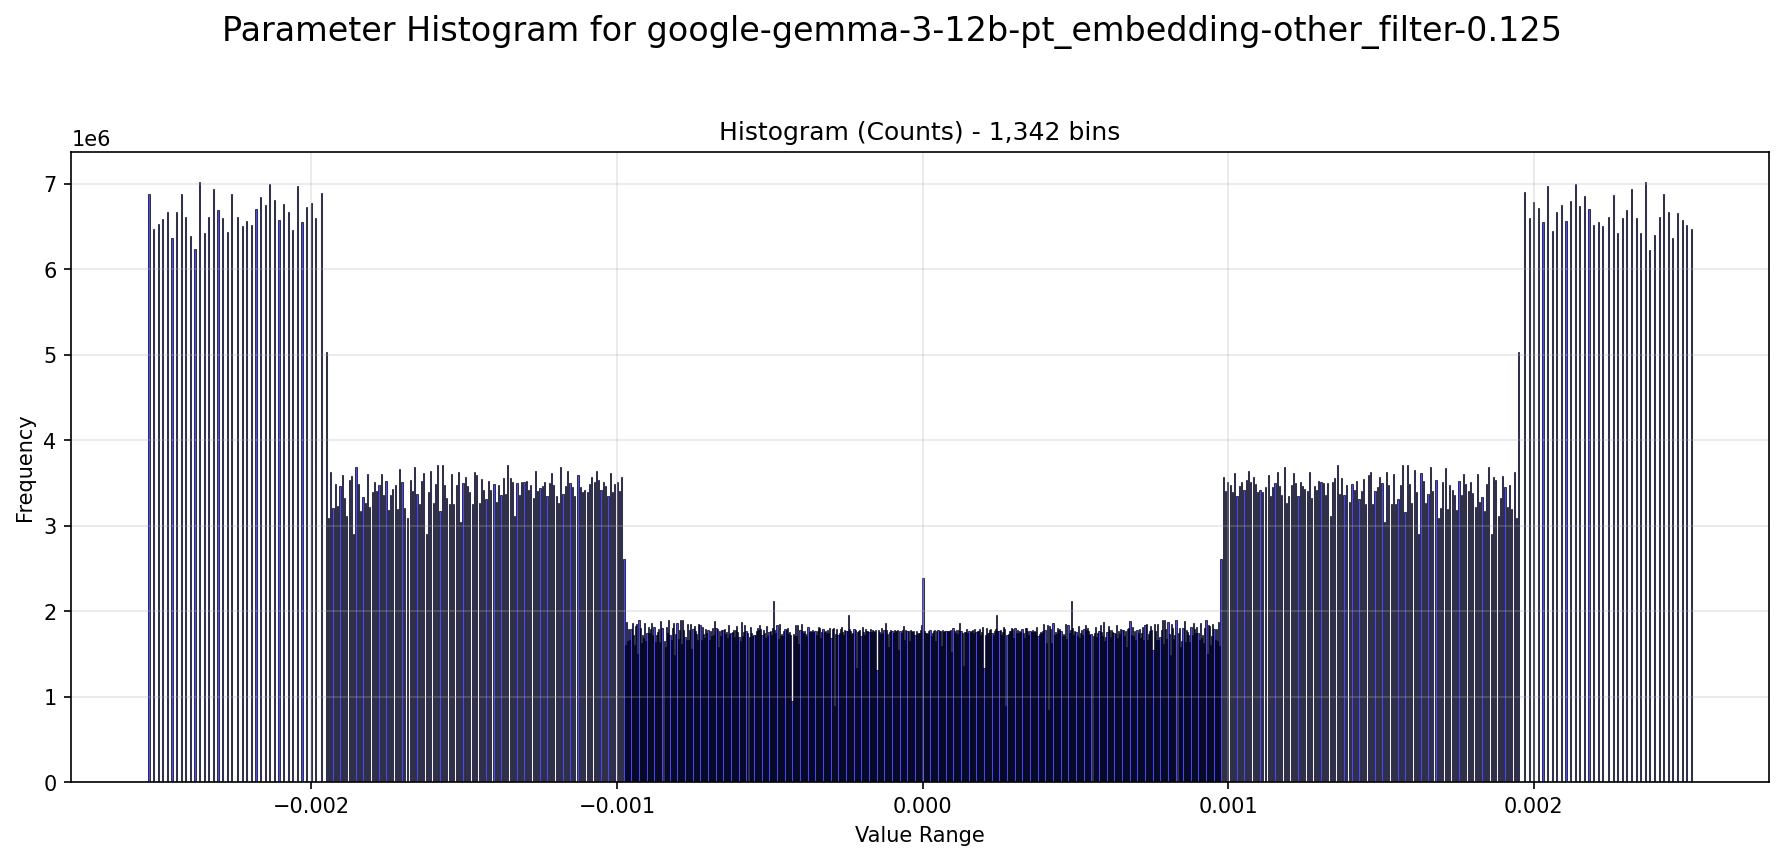 Parameter Histogram for google-gemma-3-12b-pt_embedding-other_filter-0.125
Histogram (Counts) - 1,342 bins
1e6
7
6
5
4
3
2
1
0
Frequency
−0.002
−0.001
0.000
0.001
0.002
Value Range